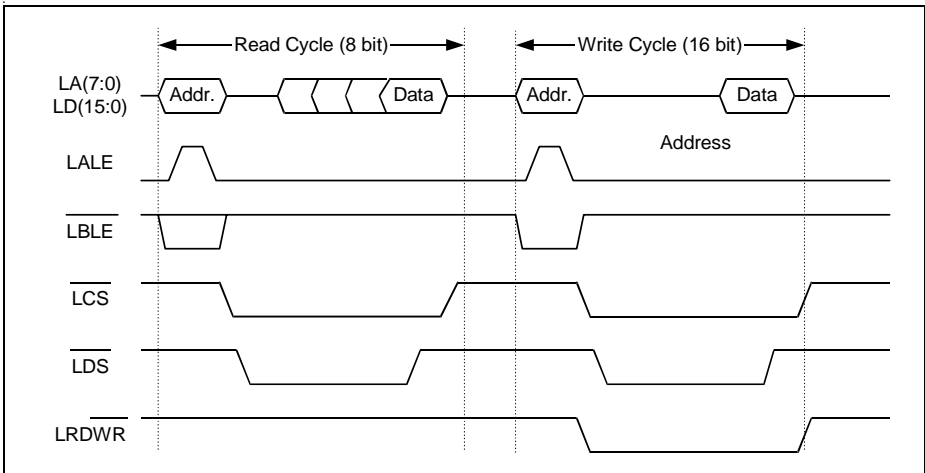 Read Cycle (8 bit) Write Cycle (16 bit)
LA(7:0)
LD(15:0)
Addr. Data Addr. Data
Address
LALE
LBLE
LCS
LDS
LRDWR